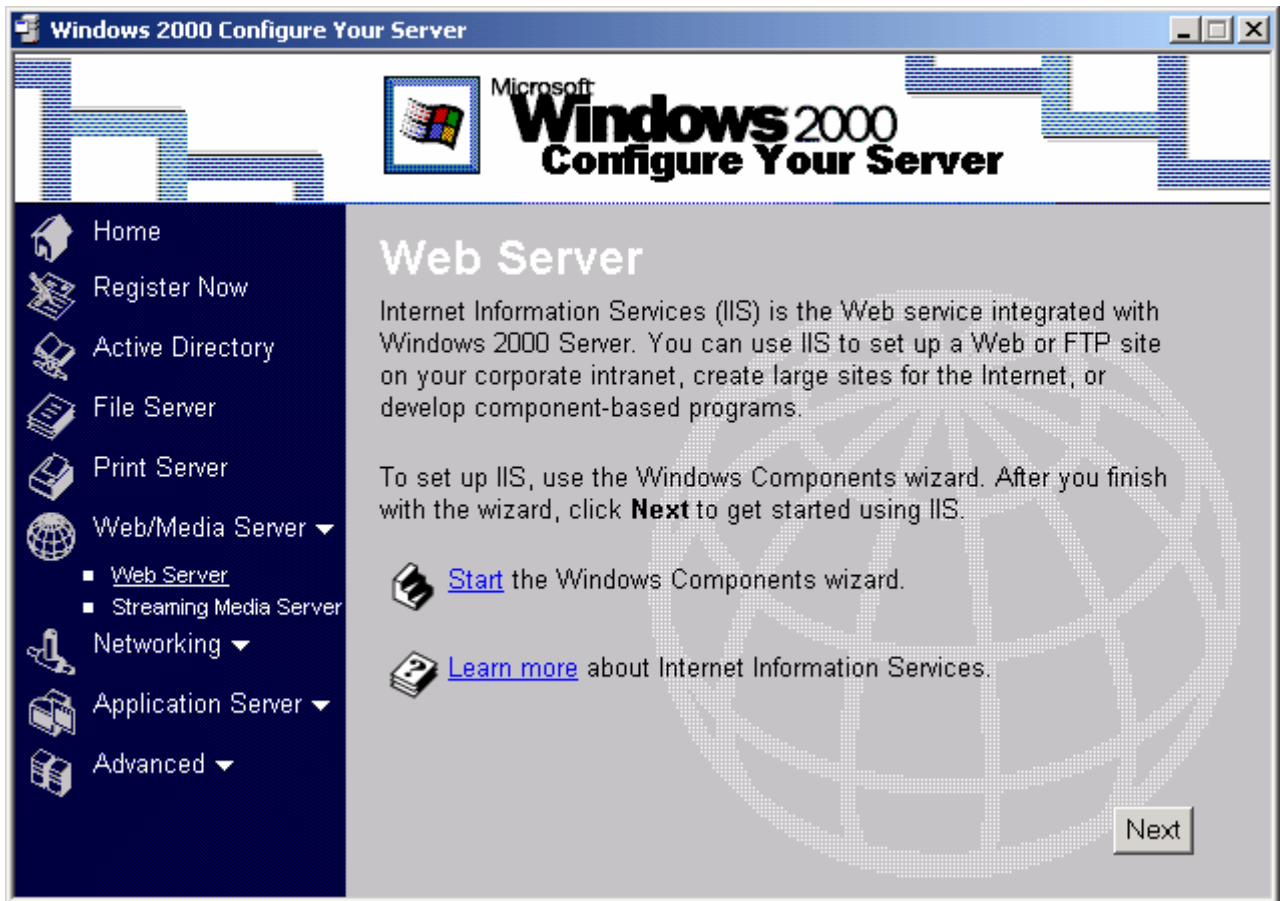 Windows 2000 Configure Your Server
Microsoft
Windows 2000
Configure Your Server
Home
Register Now
Active Directory
File Server
Print Server
Web/Media Server
Web Server
Streaming Media Server
Networking
Application Server
Advanced
Web Server
Internet Information Services (IIS) is the Web service integrated with
Windows 2000 Server. You can use IIS to set up a Web or FTP site
on your corporate intranet, create large sites for the Internet, or
develop component-based programs.
To set up IIS, use the Windows Components wizard. After you finish
with the wizard, click Next to get started using IIS.
Start the Windows Components wizard.
Learn more about Internet Information Services.
Next